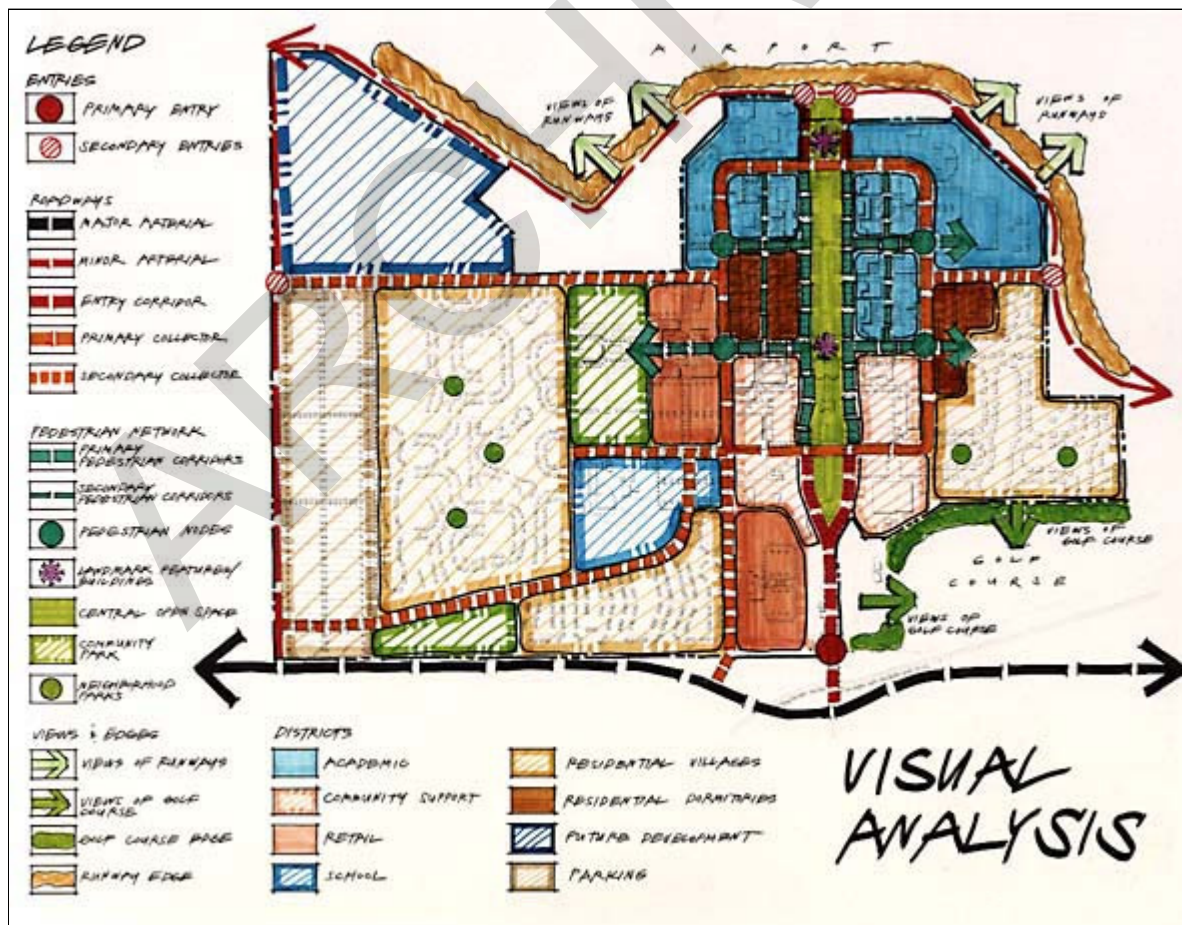 LEGEND
ENTRIES
PRIMARY ENTRY
SECONDARY ENTRIES
ROADWAYS
MAJOR ARTERIAL
MINOR ARTERIAL
ENTRY CORRIDOR
PRIMARY COLLECTOR
SECONDARY COLLECTOR
PEDESTRIAN NETWORK
PRIMARY
PEDESTRIAN CORRIDORS
SECONDARY
PEDESTRIAN CORRIDORS
PEDESTRIAN NODES
LANDMARK FEATURES/
BUILDINGS
CENTRAL OPEN SPACE
COMMUNITY
PARK
NEIGHBORHOOD
PARKS
VIEWS & EDGES
VIEWS OF RUNWAYS
VIEWS OF GOLF
COURSE
GOLF COURSE EDGE
RUNWAY EDGE
DISTRICTS
ACADEMIC
COMMUNITY SUPPORT
RETAIL
SCHOOL
RESIDENTIAL VILLAGES
RESIDENTIAL DORMITORIES
FUTURE DEVELOPMENT
PARKING
AIRPORT
VIEWS OF
RUNWAYS
VIEWS OF
RUNWAYS
VIEWS OF
GOLF COURSE
GOLF
COURSE
VIEWS OF
GOLF COURSE
VISUAL
ANALYSIS